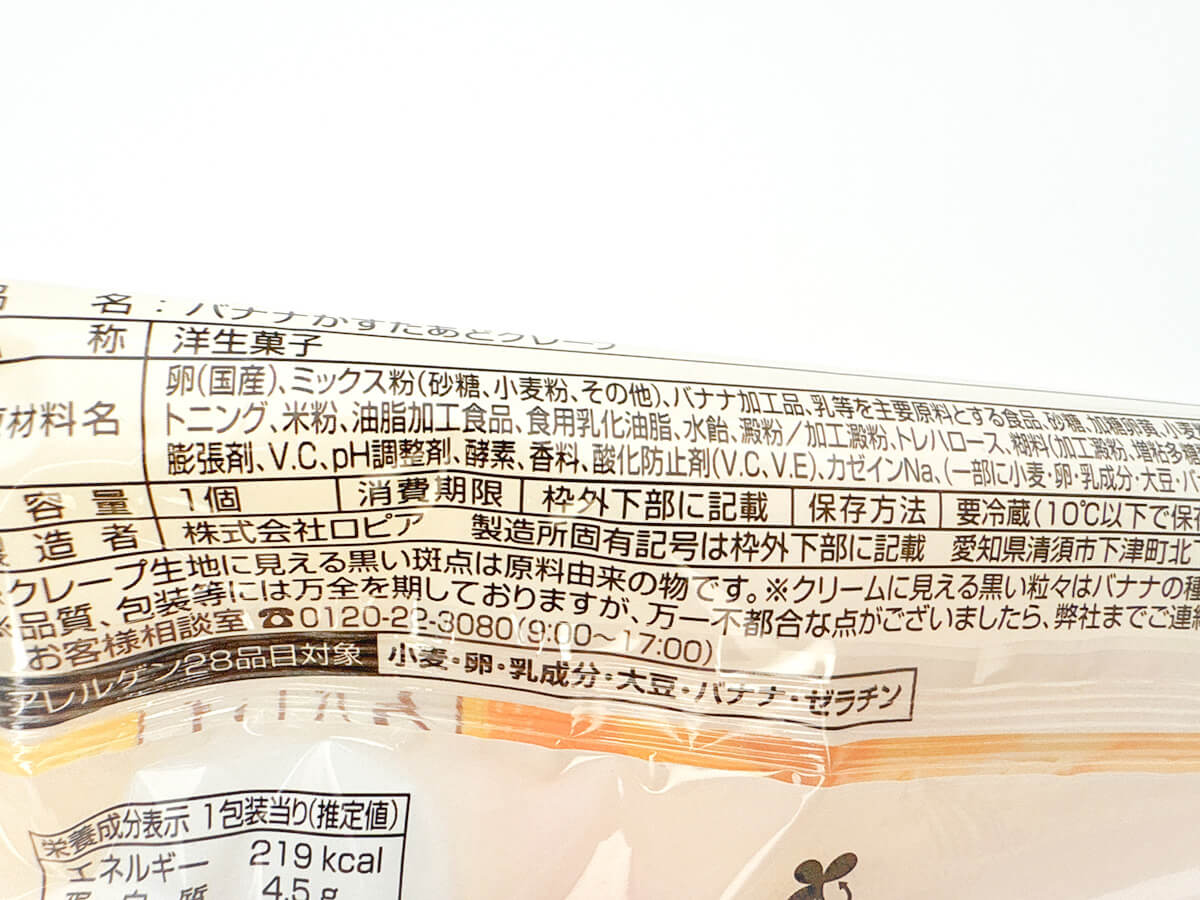 名：バナナかすたあどクレープ
称 洋生菓子
材料名 卵(国産)、ミックス粉(砂糖、小麦粉、その他)、バナナ加工品、乳等を主要原料とする食品、砂糖、加糖卵黄、小麦
トニング、米粉、油脂加工食品、食用乳化油脂、水飴、澱粉／加工澱粉、トレハロース、糊料(加工澱粉、増粘多糖
膨張剤、V.C、pH調整剤、酵素、香料、酸化防止剤(V.C、V.E)、カゼインNa、(一部に小麦・卵・乳成分・大豆・バ
容量 1個 消費期限 枠外下部に記載 保存方法 要冷蔵(10℃以下で保
造者 株式会社ロピア 製造所固有記号は枠外下部に記載 愛知県清須市下津町北
クレープ生地に見える黒い斑点は原料由来の物です。※クリームに見える黒い粒々はバナナの種
※品質、包装等には万全を期しておりますが、万一不都合な点がございましたら、弊社までご連
お客様相談室☎0120-22-3080(9:00～17:00)
アレルゲン28品目対象 小麦・卵・乳成分・大豆・バナナ・ゼラチン
栄養成分表示 1包装当り(推定値)
エネルギー 219kcal
蛋白質 4.5g